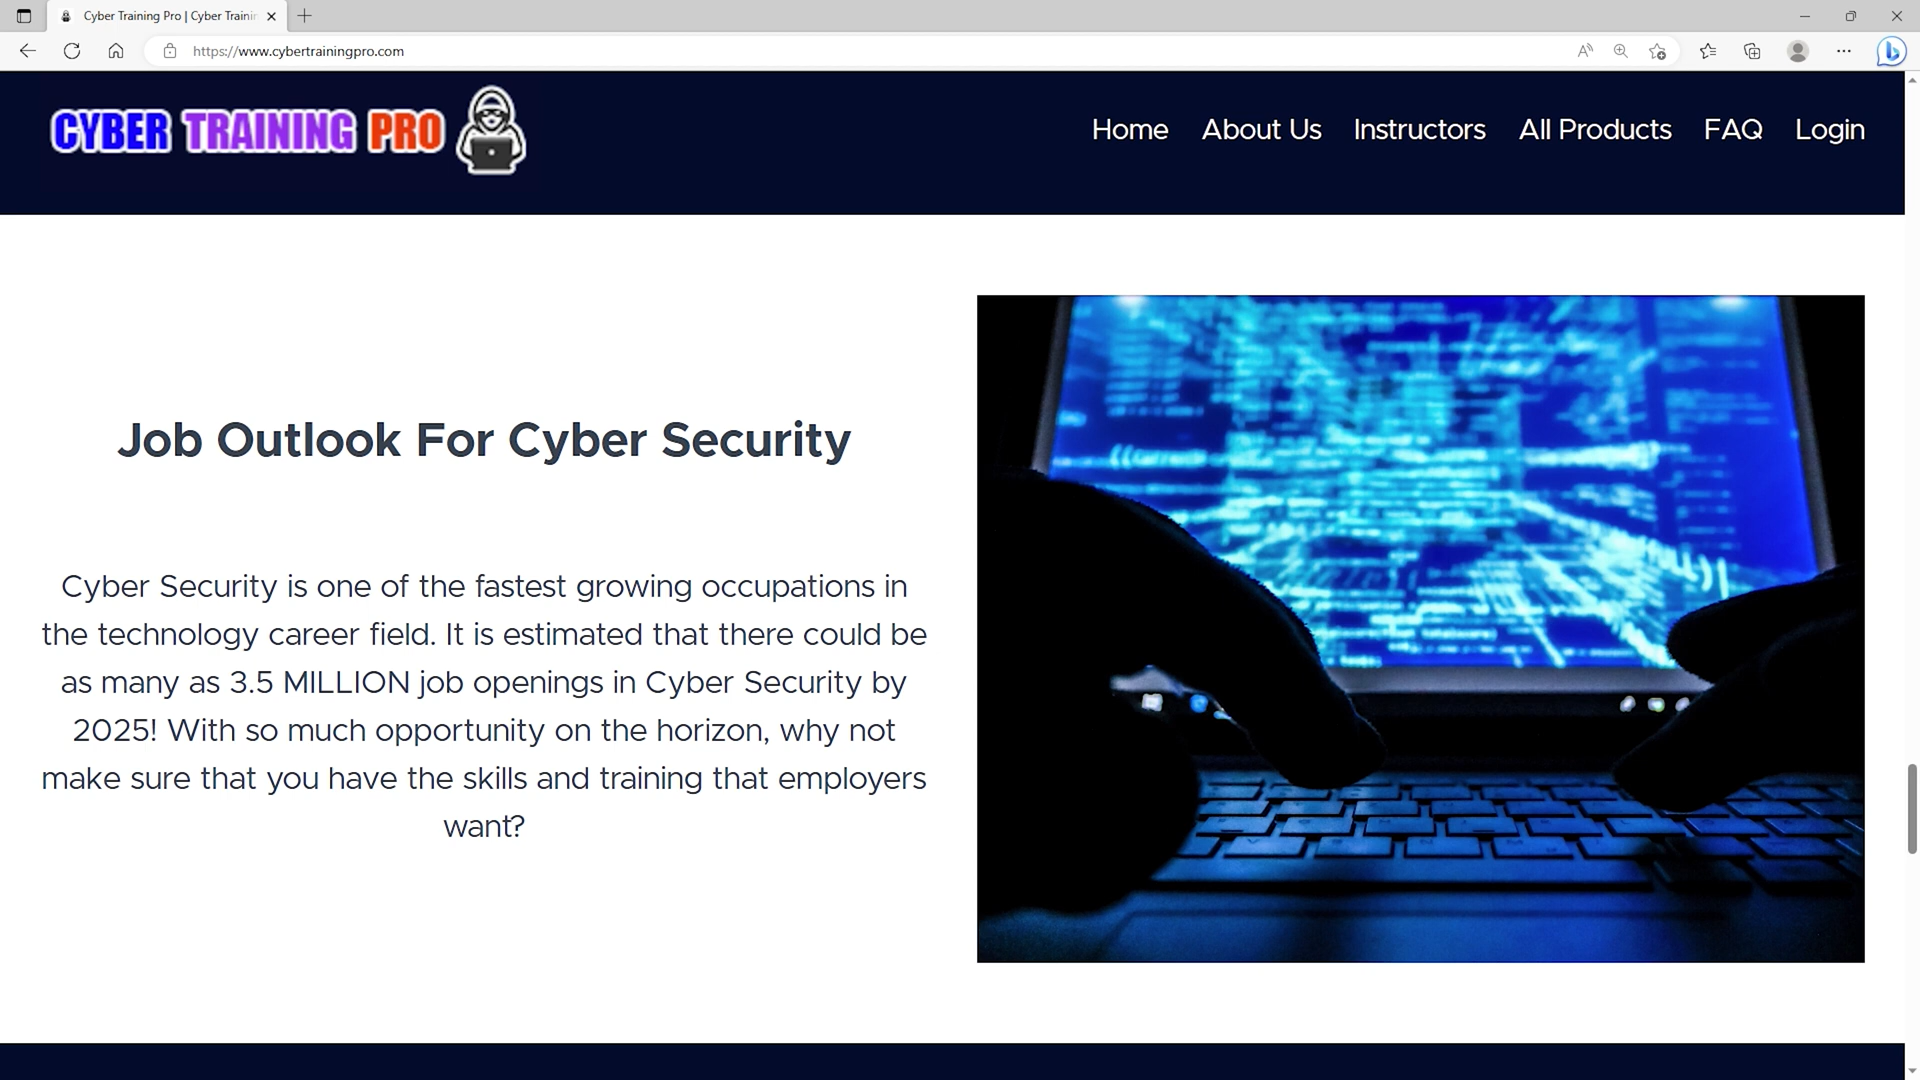 Cyber Training Pro | Cyber Trainin
https://www.cybertrainingpro.com
CYBER TRAINING PRO
Home About Us Instructors All Products FAQ Login
Job Outlook For Cyber Security
Cyber Security is one of the fastest growing occupations in
the technology career field. It is estimated that there could be
as many as 3.5 MILLION job openings in Cyber Security by
2025! With so much opportunity on the horizon, why not
make sure that you have the skills and training that employers
want?